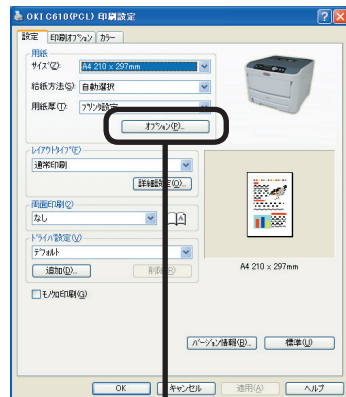 OKI C610(PCL) 印刷設定
設定 印刷ｵﾌﾟｼｮﾝ カラー
用紙
ｻｲｽﾞ(Z): A4 210 x 297mm
給紙方法(S): 自動選択
用紙厚(T): ﾌﾟﾘﾝﾀ設定
ｵﾌﾟｼｮﾝ(P)...
ﾚｲｱｳﾄﾀｲﾌﾟ(E)
通常印刷
詳細設定(O)...
両面印刷(2)
なし
A
ﾄﾞﾗｲﾊﾞ設定(V)
ﾃﾞﾌｫﾙﾄ
追加(D)... 削除(R)
A4 210 x 297mm
ﾓﾉｸﾛ印刷(G)
ﾊﾞｰｼﾞｮﾝ情報(B)... 標準(U)
OK キャンセル 適用(A) ヘルプ